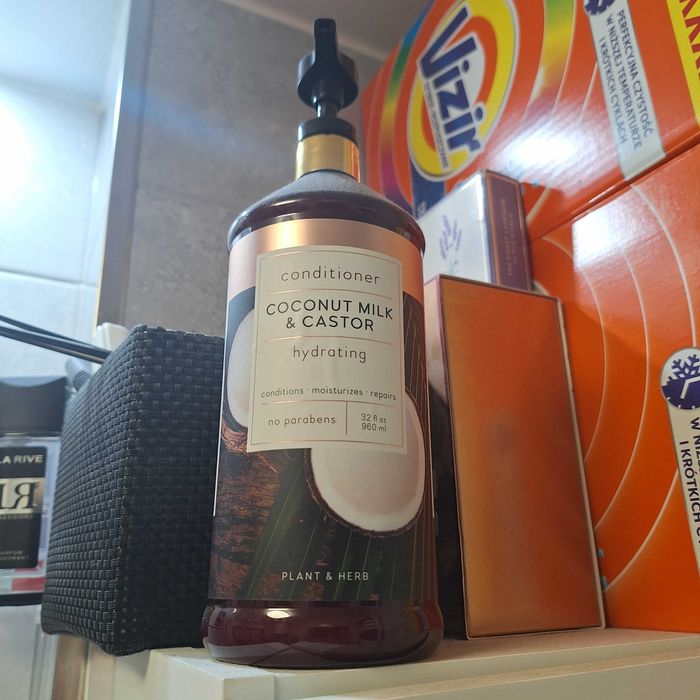 conditioner
COCONUT MILK
& CASTOR
hydrating
conditions · moisturizes · repairs
no parabens
32 fl oz
960 ml
PLANT & HERB
Vizir
PERFEKCYJNA CZYSTOŚĆ
W NIŻSZEJ TEMPERATURZE
I KRÓTKICH CYKLACH
LA RIVE